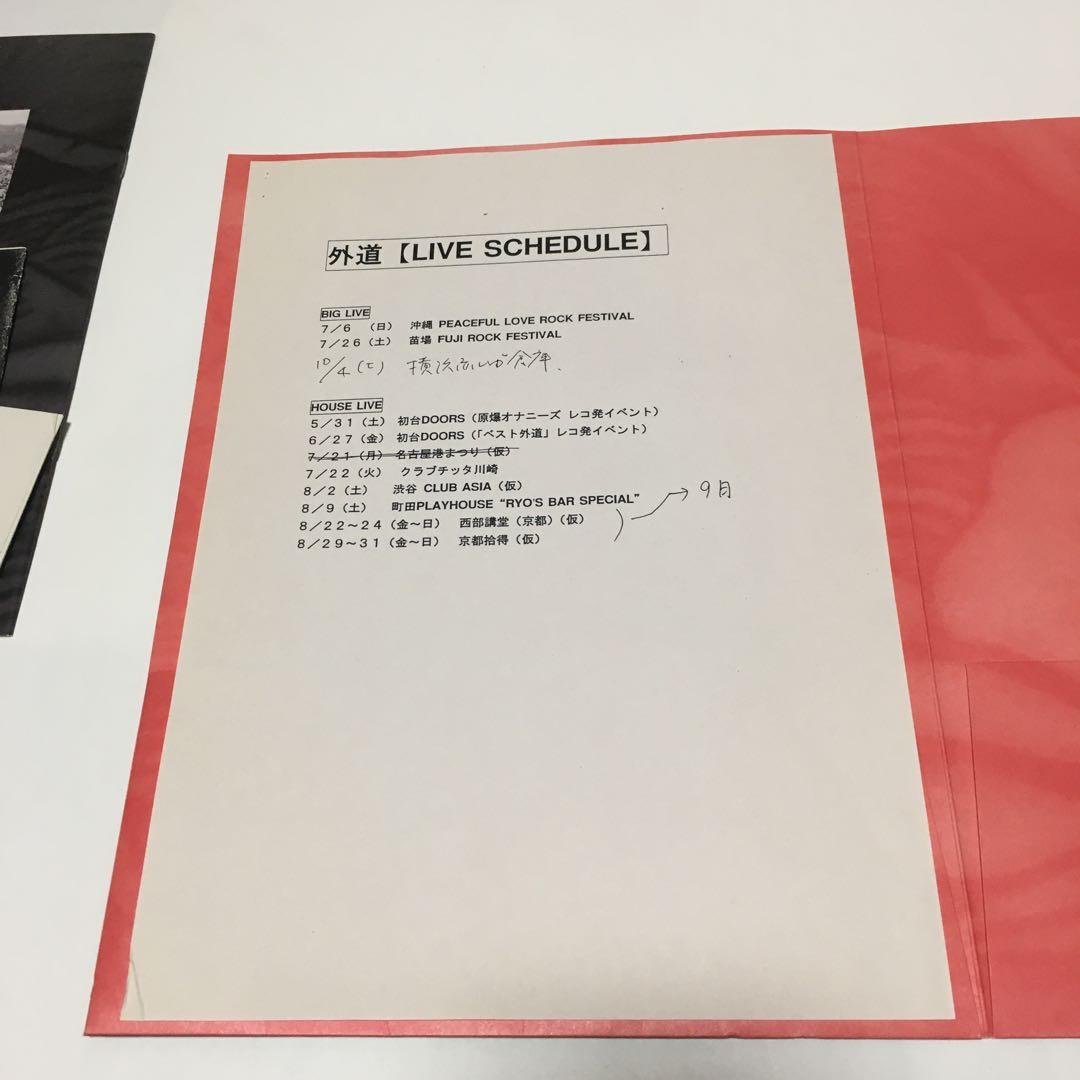 外道【LIVE SCHEDULE】
BIG LIVE
7/6 (日) 沖縄 PEACEFUL LOVE ROCK FESTIVAL
7/26(土) 苗場 FUJI ROCK FESTIVAL
10/4(土) 横浜赤レンガ倉庫、
HOUSE LIVE
5/31(土) 初台DOORS(原爆オナニーズ レコ発イベント)
6/27(金) 初台DOORS(「ベスト外道」レコ発イベント)
7/21(月) 名古屋港まつり(仮)
7/22(火) クラブチッタ川崎
8/2(土) 渋谷 CLUB ASIA(仮)
8/9(土) 町田PLAYHOUSE “RYO'S BAR SPECIAL”
8/22~24(金~日) 西部講堂(京都)(仮)
8/29~31(金~日) 京都拾得(仮)
→ 9月